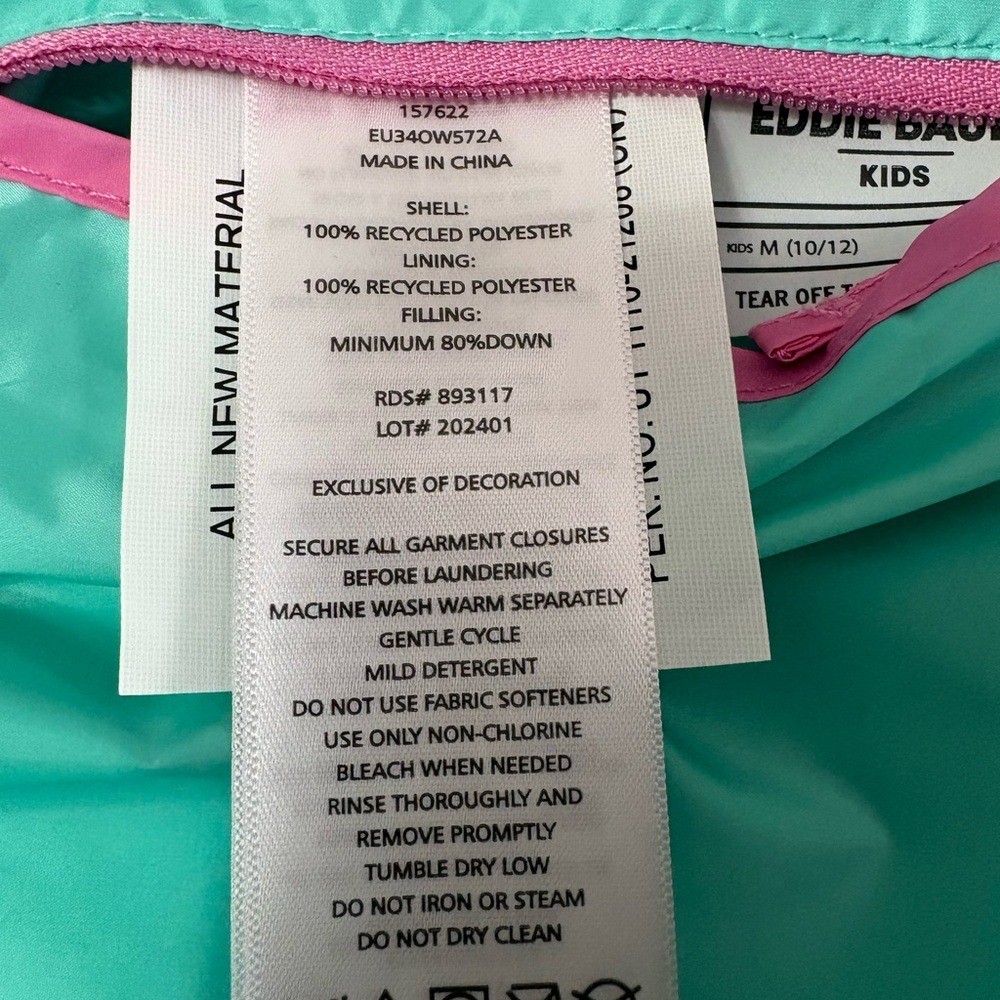 157622
EU34OW572A
MADE IN CHINA
SHELL:
100% RECYCLED POLYESTER
LINING:
100% RECYCLED POLYESTER
FILLING:
MINIMUM 80%DOWN
RDS# 893117
LOT# 202401
EXCLUSIVE OF DECORATION
SECURE ALL GARMENT CLOSURES
BEFORE LAUNDERING
MACHINE WASH WARM SEPARATELY
GENTLE CYCLE
MILD DETERGENT
DO NOT USE FABRIC SOFTENERS
USE ONLY NON-CHLORINE
BLEACH WHEN NEEDED
RINSE THOROUGHLY AND
REMOVE PROMPTLY
TUMBLE DRY LOW
DO NOT IRON OR STEAM
DO NOT DRY CLEAN
ALL NEW MATERIAL
PER. NO. (CN)
EDDIE
KIDS
KIDS M (10/12)
TEAR OFF